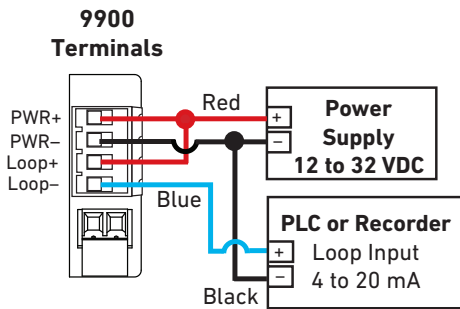 9900
Terminals
PWR+
PWR–
Loop+
Loop–
Red
Blue
Black
+
–
Power
Supply
12 to 32 VDC
PLC or Recorder
+
–
Loop Input
4 to 20 mA